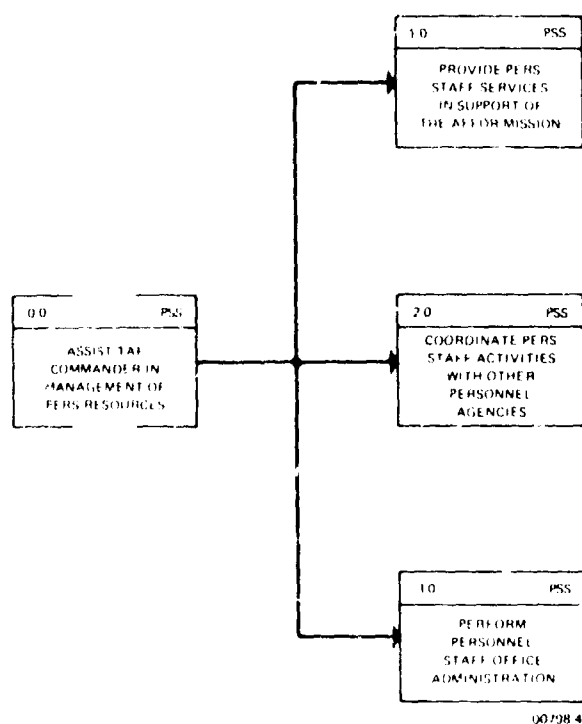 1.0 PSS
PROVIDE PERS
STAFF SERVICES
IN SUPPORT OF
THE AFFOR MISSION
0.0 PSS
ASSIST TAF
COMMANDER IN
MANAGEMENT OF
PERS RESOURCES
2.0 PSS
COORDINATE PERS
STAFF ACTIVITIES
WITH OTHER
PERSONNEL
AGENCIES
PSS
PERFORM
PERSONNEL
STAFF OFFICE
ADMINISTRATION
00798 4